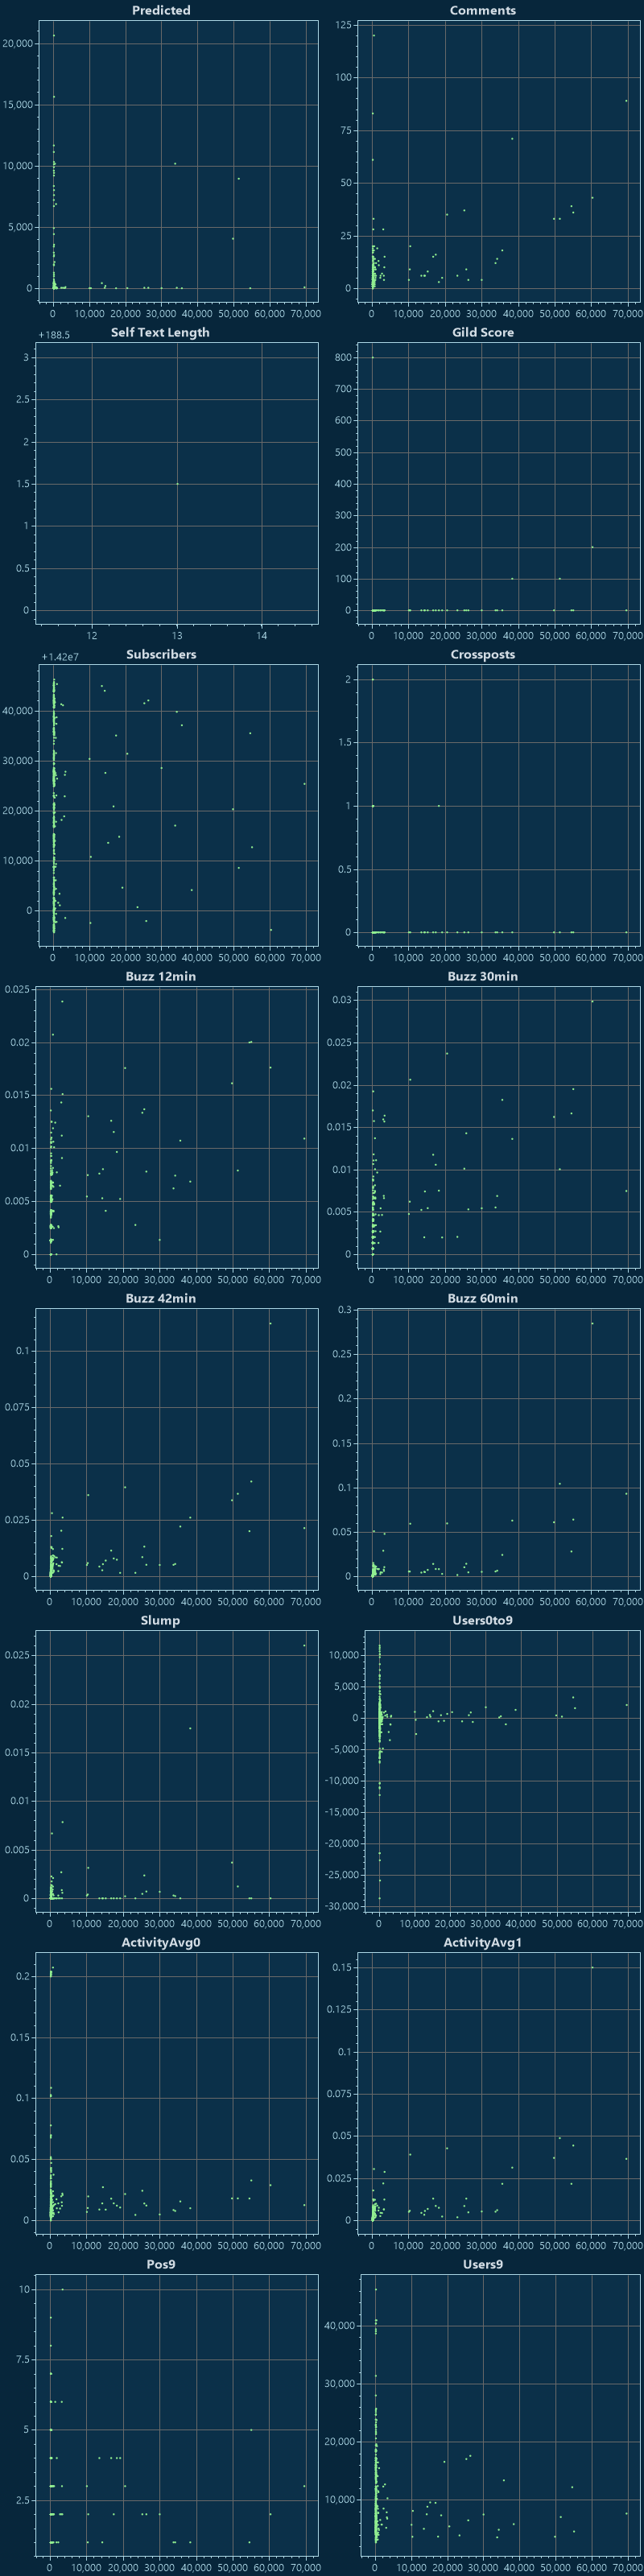 Predicted
20,000
15,000
10,000
5,000
0
0 10,000 20,000 30,000 40,000 50,000 60,000 70,000
Comments
125
100
75
50
25
0
0 10,000 20,000 30,000 40,000 50,000 60,000 70,000
Self Text Length
+188.5
3
2.5
2
1.5
1
0.5
0
12 13 14
Gild Score
800
700
600
500
400
300
200
100
0
0 10,000 20,000 30,000 40,000 50,000 60,000 70,000
Subscribers
+1.42e7
40,000
30,000
20,000
10,000
0
0 10,000 20,000 30,000 40,000 50,000 60,000 70,000
Crossposts
2
1.5
1
0.5
0
0 10,000 20,000 30,000 40,000 50,000 60,000 70,000
Buzz 12min
0.025
0.02
0.015
0.01
0.005
0
0 10,000 20,000 30,000 40,000 50,000 60,000 70,000
Buzz 30min
0.03
0.025
0.02
0.015
0.01
0.005
0
0 10,000 20,000 30,000 40,000 50,000 60,000 70,000
Buzz 42min
0.1
0.075
0.05
0.025
0
0 10,000 20,000 30,000 40,000 50,000 60,000 70,000
Buzz 60min
0.3
0.25
0.2
0.15
0.1
0.05
0
0 10,000 20,000 30,000 40,000 50,000 60,000 70,000
Slump
0.025
0.02
0.015
0.01
0.005
0
0 10,000 20,000 30,000 40,000 50,000 60,000 70,000
Users0to9
10,000
5,000
0
-5,000
-10,000
-15,000
-20,000
-25,000
-30,000
0 10,000 20,000 30,000 40,000 50,000 60,000 70,000
ActivityAvg0
0.2
0.15
0.1
0.05
0
0 10,000 20,000 30,000 40,000 50,000 60,000 70,000
ActivityAvg1
0.15
0.125
0.1
0.075
0.05
0.025
0
0 10,000 20,000 30,000 40,000 50,000 60,000 70,000
Pos9
10
7.5
5
2.5
0 10,000 20,000 30,000 40,000 50,000 60,000 70,000
Users9
40,000
30,000
20,000
10,000
0 10,000 20,000 30,000 40,000 50,000 60,000 70,000